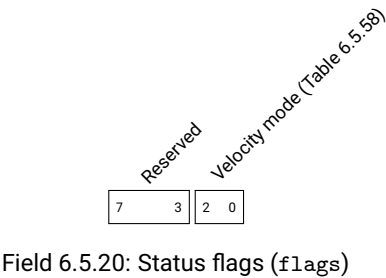 Reserved
Velocity mode (Table 6.5.58)
7 3 2 0
Field 6.5.20: Status flags (flags)